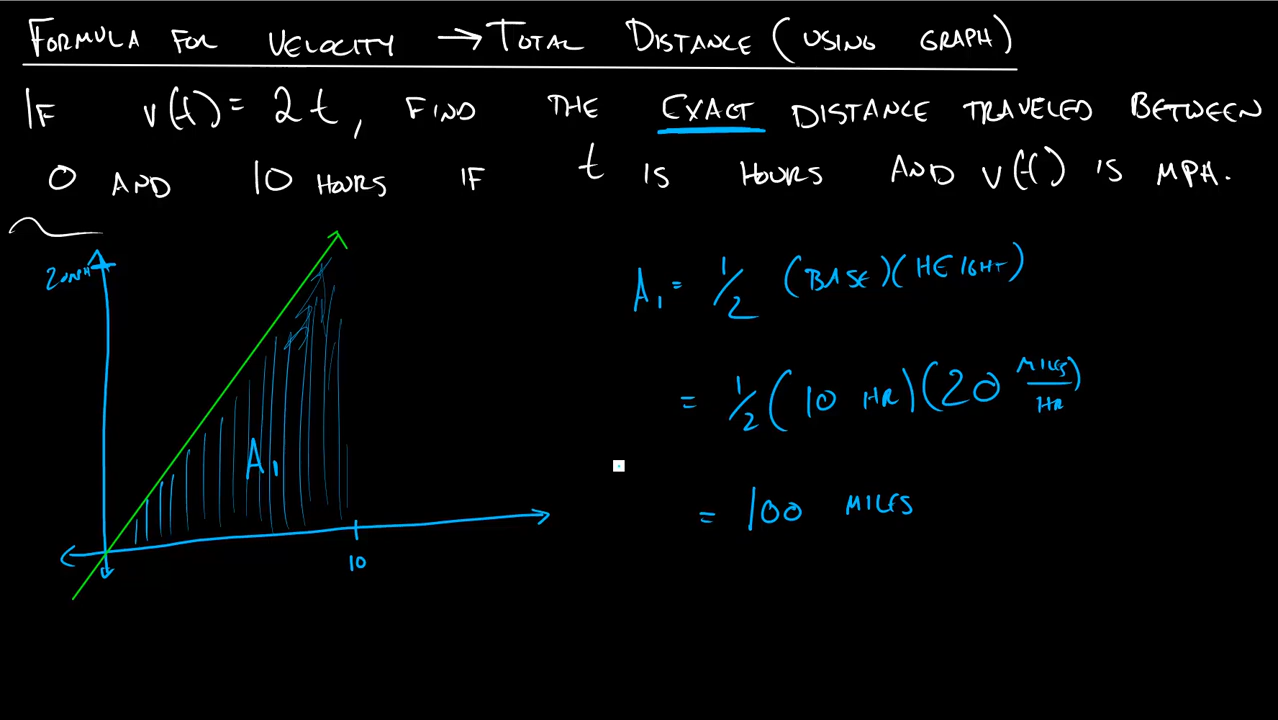 FORMULA FOR VELOCITY → TOTAL DISTANCE (USING GRAPH)
IF v(t) = 2t, FIND THE EXACT DISTANCE TRAVELED BETWEEN
0 AND 10 HOURS IF t IS HOURS AND v(t) IS MPH.
20MPH
A₁
10
A₁ = 1/2 (BASE)(HEIGHT)
= 1/2 (10 HR)(20 MILES/HR)
= 100 MILES